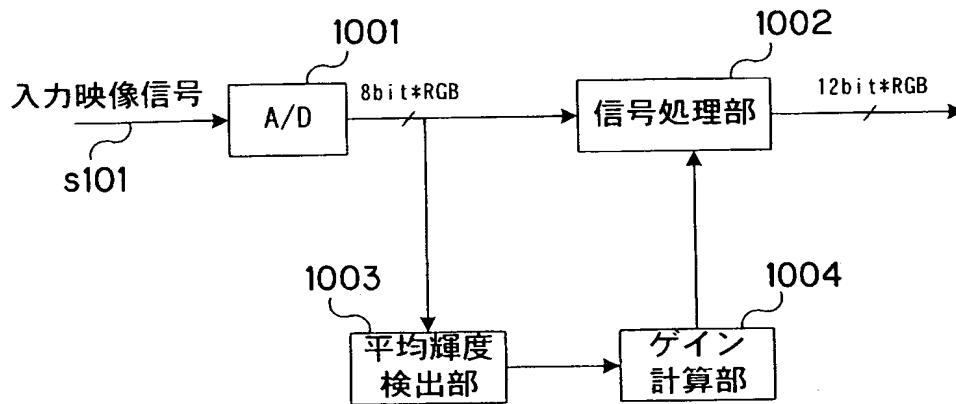 1001
1002
入力映像信号
A/D
8bit*RGB
信号処理部
12bit*RGB
s101
1003
1004
平均輝度
検出部
ゲイン
計算部